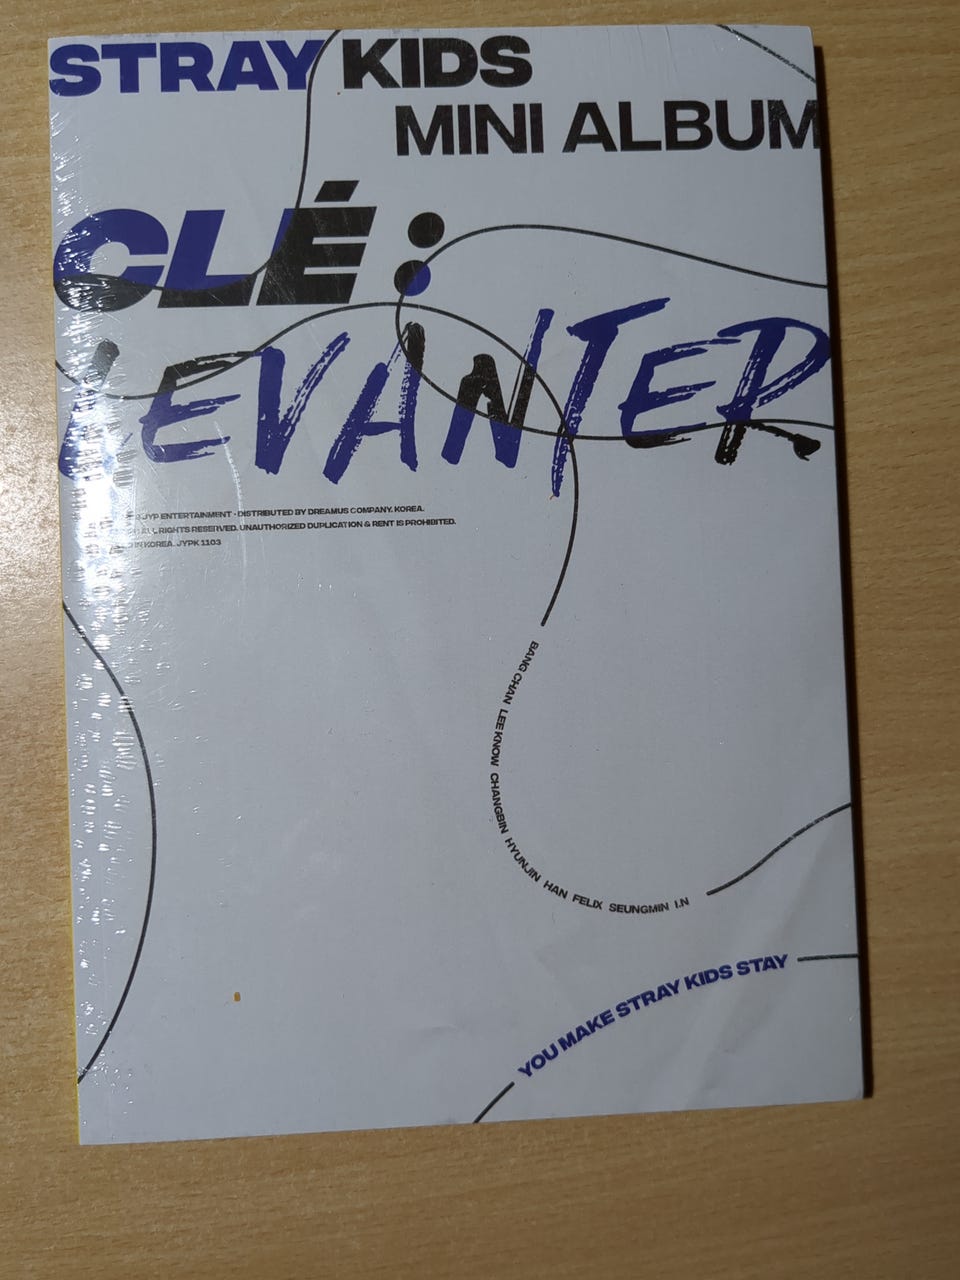 STRAY KIDS
MINI ALBUM
CLÉ:
LEVANTER
JYP ENTERTAINMENT · DISTRIBUTED BY DREAMUS COMPANY. KOREA.
ALL RIGHTS RESERVED. UNAUTHORIZED DUPLICATION & RENT IS PROHIBITED.
IN KOREA. JYPK 1103
BANG CHAN LEE KNOW CHANGBIN HYUNJIN HAN FELIX SEUNGMIN I.N
YOU MAKE STRAY KIDS STAY